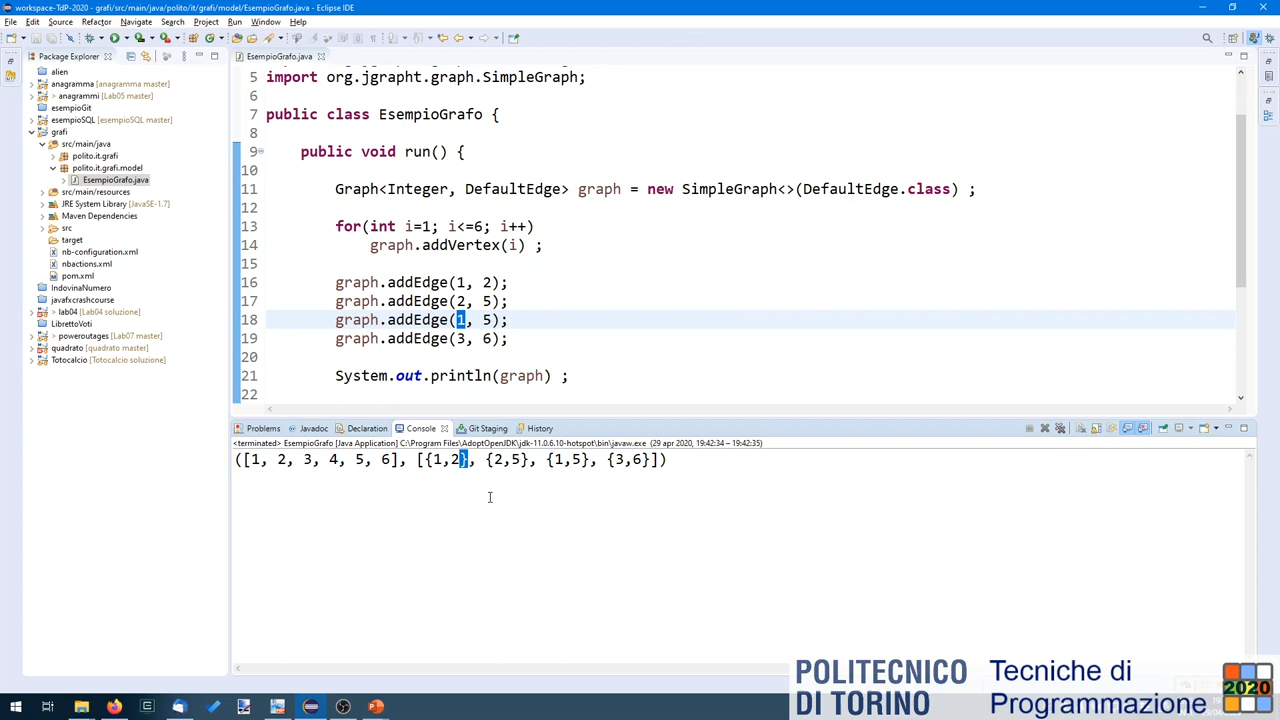 workspace-TdP-2020 - grafi/src/main/java/polito/it/grafi/model/EsempioGrafo.java - Eclipse IDE
File Edit Source Refactor Navigate Search Project Run Window Help
Package Explorer
EsempioGrafo.java
alien
anagramma [anagramma master]
> anagrammi [Lab05 master]
esempioGit
esempioSQL [esempioSQL master]
grafi
src/main/java
polito.it.grafi
polito.it.grafi.model
EsempioGrafo.java
src/main/resources
JRE System Library [JavaSE-1.7]
Maven Dependencies
src
target
nb-configuration.xml
nbactions.xml
pom.xml
IndovinaNumero
javafxcrashcourse
> lab04 [Lab04 soluzione]
LibrettoVoti
> poweroutages [Lab07 master]
quadrato [quadrato master]
Totocalcio [Totocalcio soluzione]
5 import org.jgrapht.graph.SimpleGraph;
6
7 public class EsempioGrafo {
8
9 public void run() {
10
11 Graph<Integer, DefaultEdge> graph = new SimpleGraph<>(DefaultEdge.class) ;
12
13 for(int i=1; i<=6; i++)
14 graph.addVertex(i) ;
15
16 graph.addEdge(1, 2);
17 graph.addEdge(2, 5);
18 graph.addEdge(1, 5);
19 graph.addEdge(3, 6);
20
21 System.out.println(graph) ;
22
Problems Javadoc Declaration Console Git Staging History
<terminated> EsempioGrafo [Java Application] C:\Program Files\AdoptOpenJDK\jdk-11.0.6.10-hotspot\bin\javaw.exe (29 apr 2020, 19:42:34 – 19:42:35)
([1, 2, 3, 4, 5, 6], [{1,2}, {2,5}, {1,5}, {3,6}])
POLITECNICO
DI TORINO
Tecniche di
Programmazione
2020